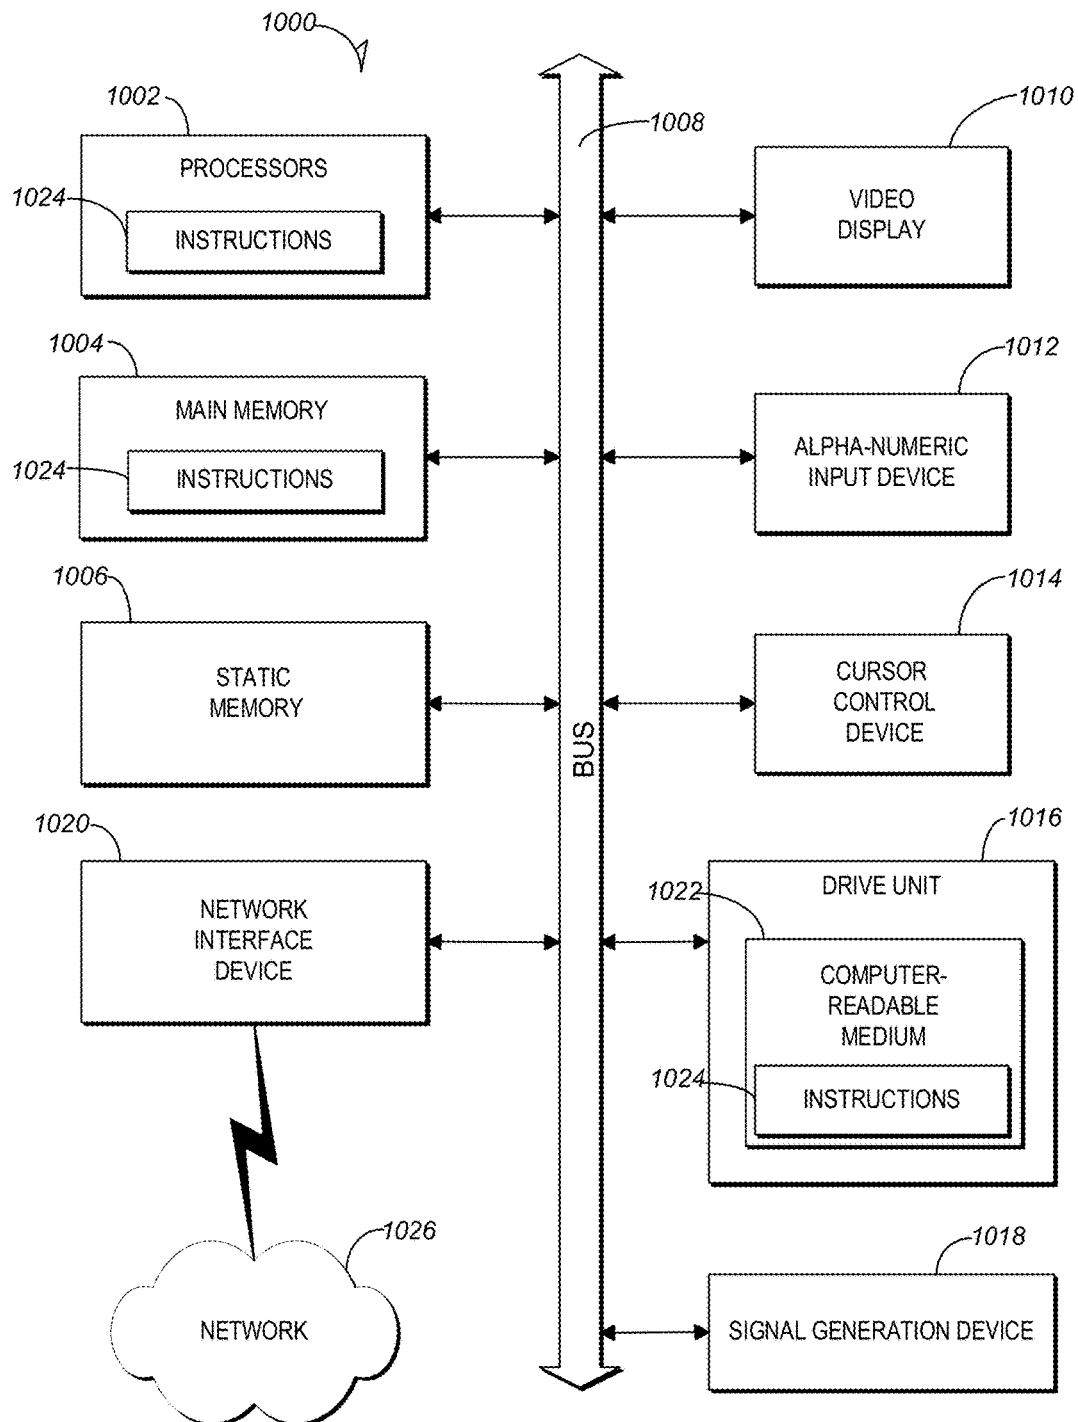 1000
1002
PROCESSORS
1024
INSTRUCTIONS
1004
MAIN MEMORY
1024
INSTRUCTIONS
1006
STATIC
MEMORY
1020
NETWORK
INTERFACE
DEVICE
1026
NETWORK
1008
BUS
1010
VIDEO
DISPLAY
1012
ALPHA-NUMERIC
INPUT DEVICE
1014
CURSOR
CONTROL
DEVICE
1016
DRIVE UNIT
1022
COMPUTER-
READABLE
MEDIUM
1024
INSTRUCTIONS
1018
SIGNAL GENERATION DEVICE